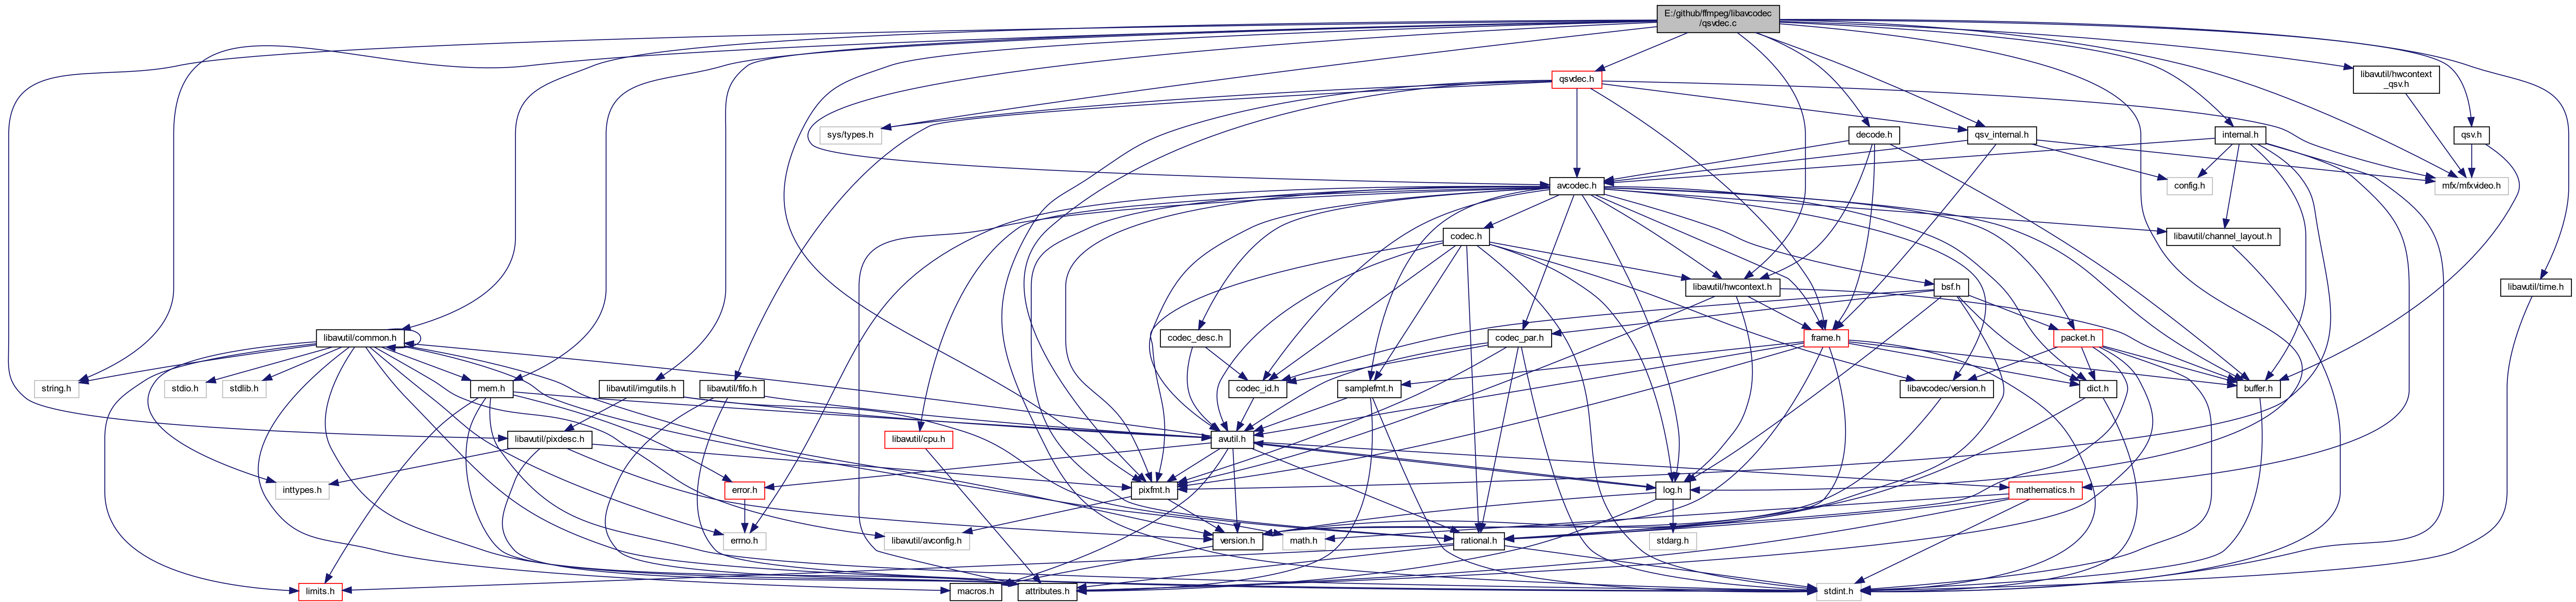 E:/github/ffmpeg/libavcodec
/qsvdec.c
qsvdec.h
libavutil/hwcontext
_qsv.h
sys/types.h
decode.h
qsv_internal.h
internal.h
qsv.h
avcodec.h
config.h
mfx/mfxvideo.h
codec.h
libavutil/channel_layout.h
libavutil/hwcontext.h
bsf.h
libavutil/time.h
libavutil/common.h
codec_desc.h
codec_par.h
frame.h
packet.h
string.h
stdio.h
stdlib.h
mem.h
libavutil/imgutils.h
libavutil/fifo.h
codec_id.h
samplefmt.h
libavcodec/version.h
dict.h
buffer.h
libavutil/pixdesc.h
libavutil/cpu.h
avutil.h
inttypes.h
error.h
pixfmt.h
log.h
mathematics.h
errno.h
libavutil/avconfig.h
version.h
math.h
rational.h
stdarg.h
limits.h
macros.h
attributes.h
stdint.h